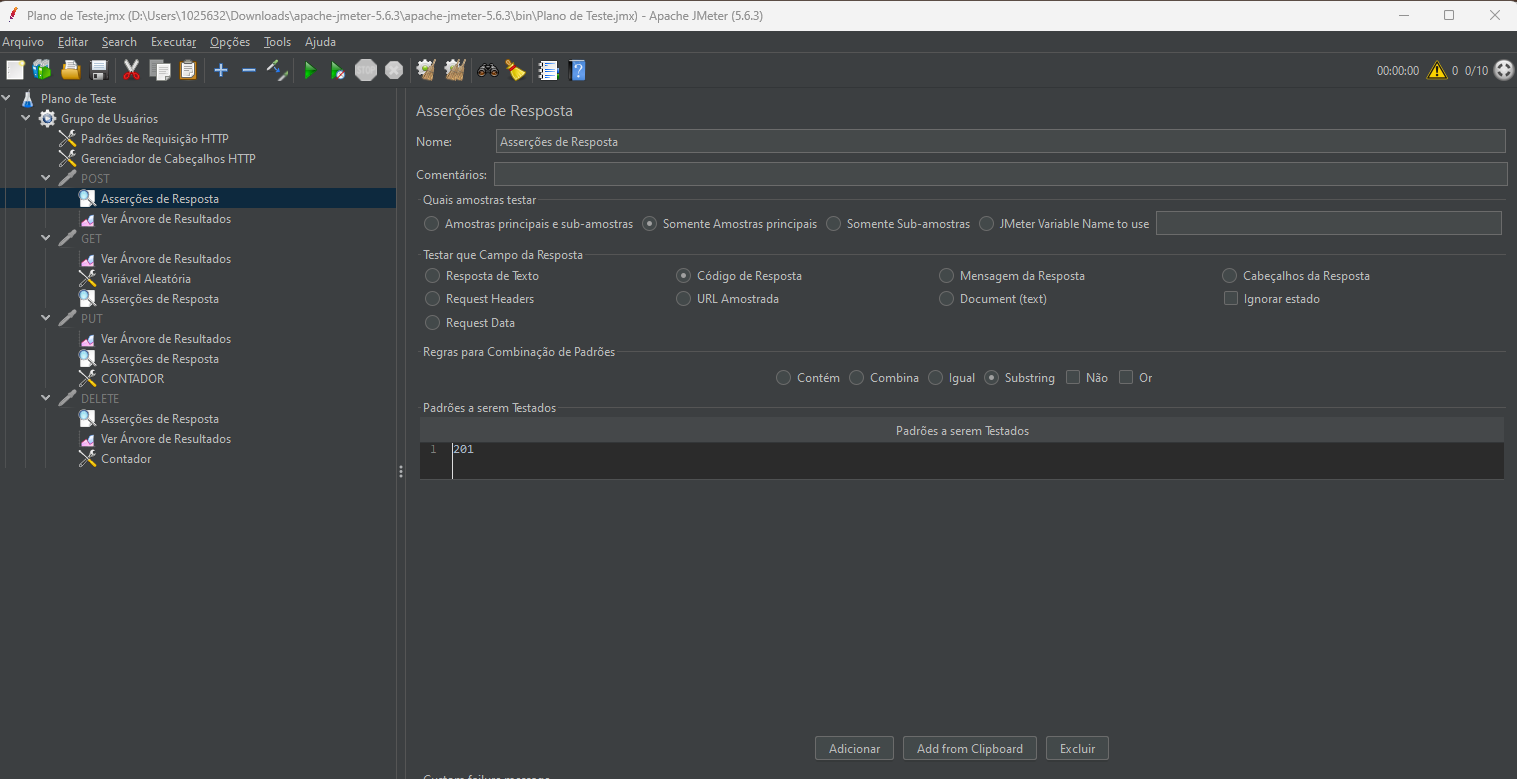 Plano de Teste.jmx (D:\Users\1025632\Downloads\apache-jmeter-5.6.3\apache-jmeter-5.6.3\bin\Plano de Teste.jmx) - Apache JMeter (5.6.3)
Arquivo Editar Search Executar Opções Tools Ajuda
STOP 00:00:00 0 0/10
Plano de Teste
Grupo de Usuários
Padrões de Requisição HTTP
Gerenciador de Cabeçalhos HTTP
POST
Asserções de Resposta
Ver Árvore de Resultados
GET
Ver Árvore de Resultados
Variável Aleatória
Asserções de Resposta
PUT
Ver Árvore de Resultados
Asserções de Resposta
CONTADOR
DELETE
Asserções de Resposta
Ver Árvore de Resultados
Contador
Asserções de Resposta
Nome: Asserções de Resposta
Comentários:
Quais amostras testar
Amostras principais e sub-amostras Somente Amostras principais Somente Sub-amostras JMeter Variable Name to use
Testar que Campo da Resposta
Resposta de Texto Código de Resposta Mensagem da Resposta Cabeçalhos da Resposta
Request Headers URL Amostrada Document (text) Ignorar estado
Request Data
Regras para Combinação de Padrões
Contém Combina Igual Substring Não Or
Padrões a serem Testados
Padrões a serem Testados
1 201
Adicionar Add from Clipboard Excluir
Custom failure message